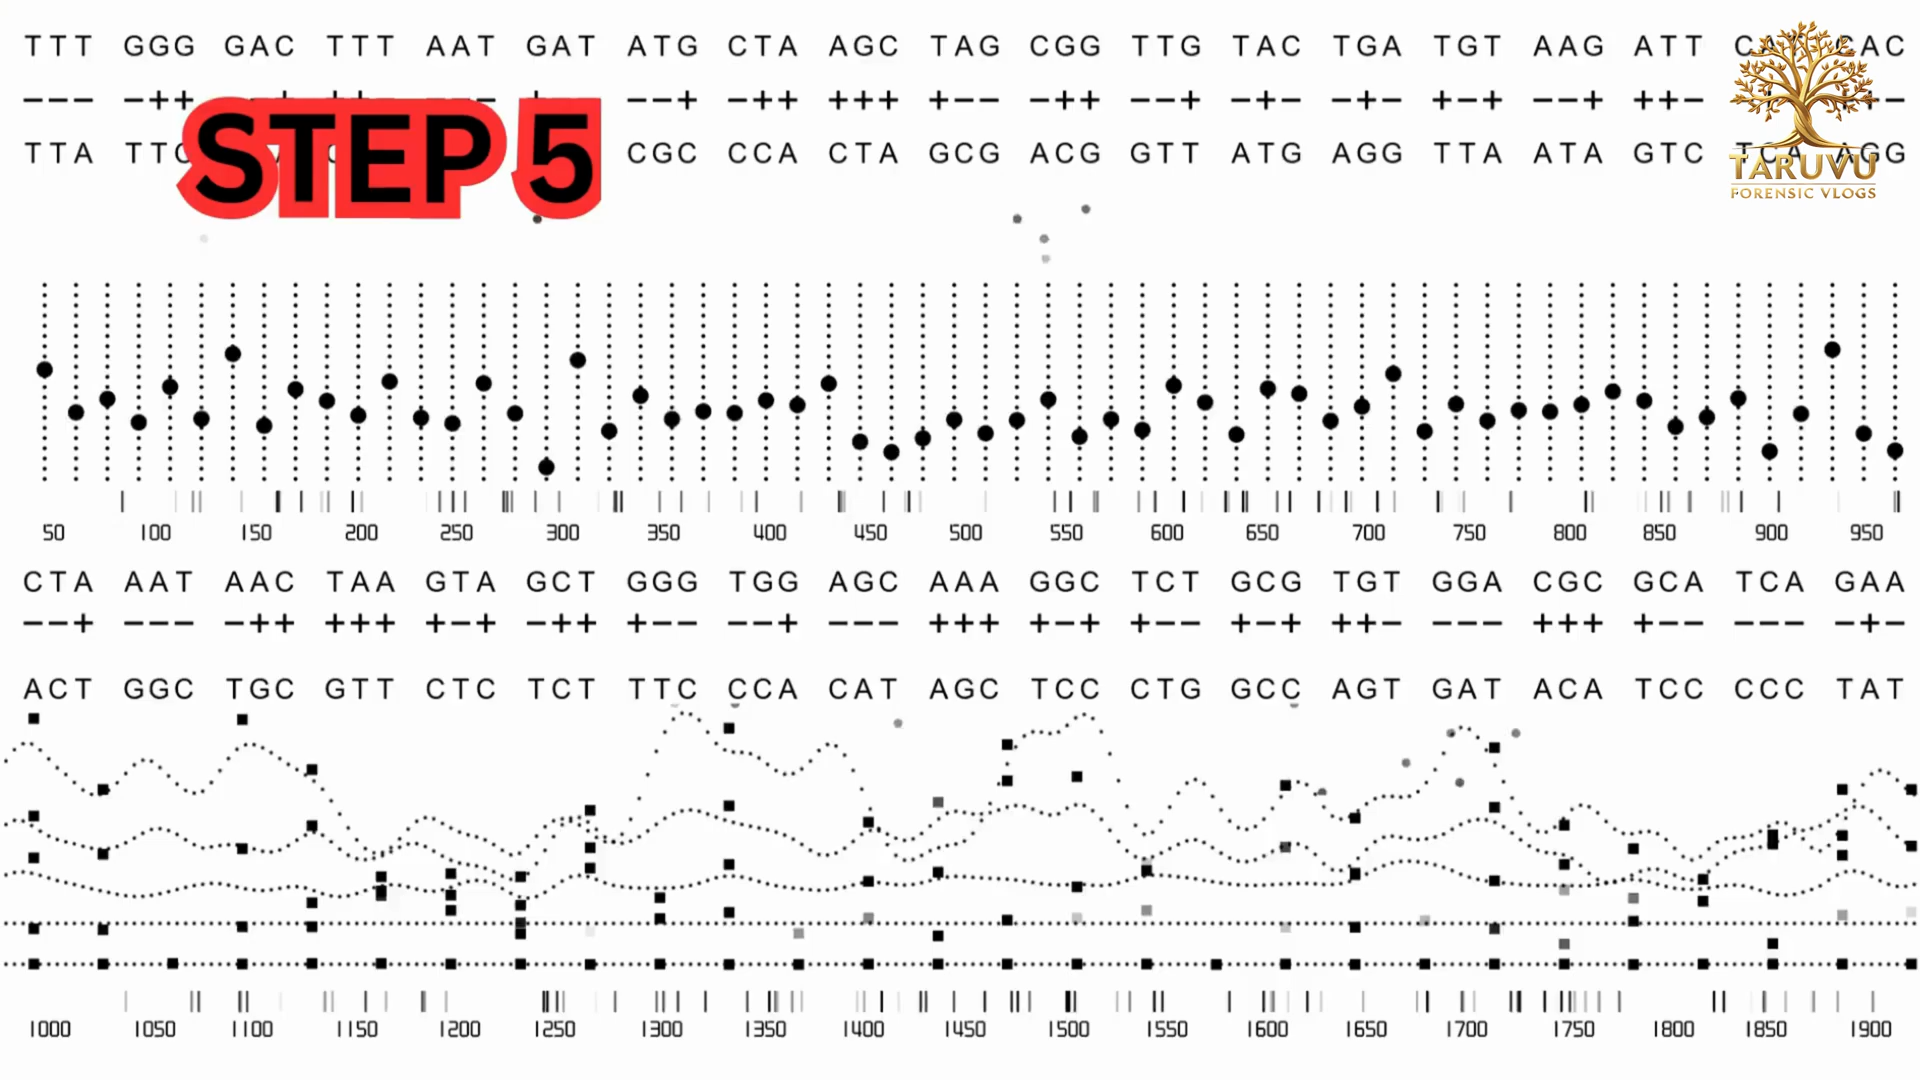 TTT GGG GAC TTT AAT GAT ATG CTA AGC TAG CGG TTG TAC TGA TGT AAG ATT
--- -++ --+ -++ +++ +-- -++ --+ -+- -+- +-+ --+ ++-
STEP 5
TTA CGC CCA CTA GCG ACG GTT ATG AGG TTA ATA GTC
TARUVU
FORENSIC VLOGS
50 100 150 200 250 300 350 400 450 500 550 600 650 700 750 800 850 900 950
CTA AAT AAC TAA GTA GCT GGG TGG AGC AAA GGC TCT GCG TGT GGA CGC GCA TCA GAA
--+ --- -++ +++ +-+ -++ +-- --+ --- +++ +-+ +-- +-+ ++- --- +++ +-- --- -+-
ACT GGC TGC GTT CTC TCT TTC CCA CAT AGC TCC CTG GCC AGT GAT ACA TCC CCC TAT
1000 1050 1100 1150 1200 1250 1300 1350 1400 1450 1500 1550 1600 1650 1700 1750 1800 1850 1900